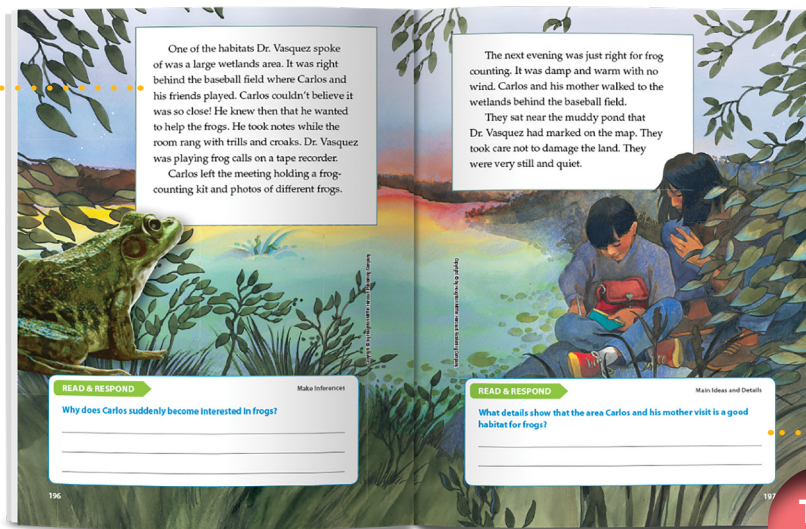 One of the habitats Dr. Vasquez spoke
of was a large wetlands area. It was right
behind the baseball field where Carlos and
his friends played. Carlos couldn't believe it
was so close! He knew then that he wanted
to help the frogs. He took notes while the
room rang with trills and croaks. Dr. Vasquez
was playing frog calls on a tape recorder.
Carlos left the meeting holding a frog-
counting kit and photos of different frogs.
READ & RESPOND
Make Inferences
Why does Carlos suddenly become interested in frogs?
196
The next evening was just right for frog
counting. It was damp and warm with no
wind. Carlos and his mother walked to the
wetlands behind the baseball field.
They sat near the muddy pond that
Dr. Vasquez had marked on the map. They
took care not to damage the land. They
were very still and quiet.
READ & RESPOND
Main Ideas and Details
What details show that the area Carlos and his mother visit is a good
habitat for frogs?
197